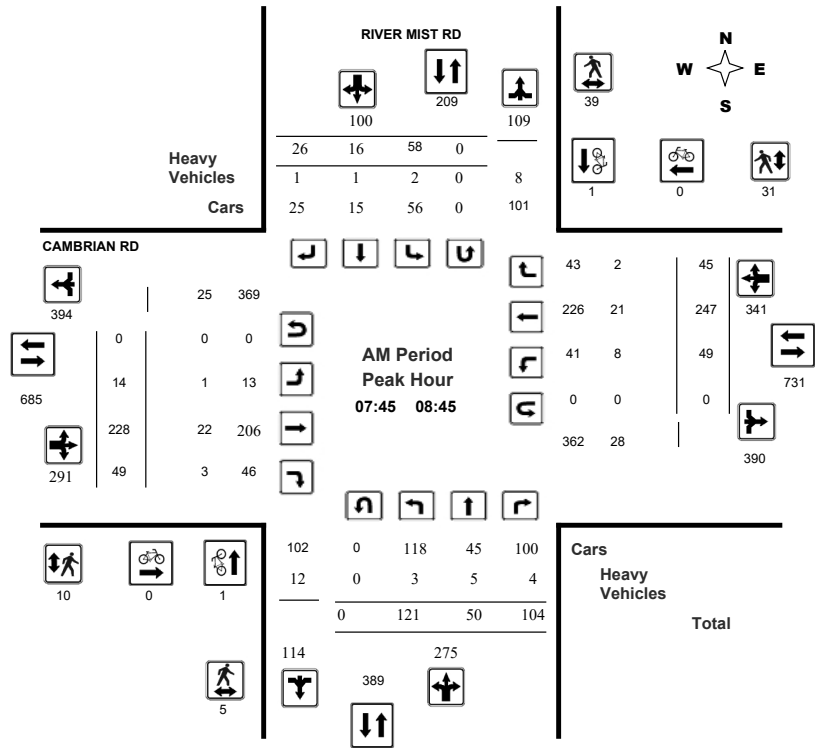 RIVER MIST RD
N
W E
S
209
39
100
109
26 16 58 0
Heavy
Vehicles
1 1 2 0 8
1 0 31
Cars
25 15 56 0 101
CAMBRIAN RD
43 2 45
25 369
394
226 21 247 341
0 0 0
AM Period
Peak Hour
07:45 08:45
41 8 49
14 1 13
731
685
0 0 0
228 22 206
362 28
390
291
49 3 46
102 0 118 45 100
Cars
12 0 3 5 4
Heavy
Vehicles
10 0 1
0 121 50 104
Total
114 275
389
5